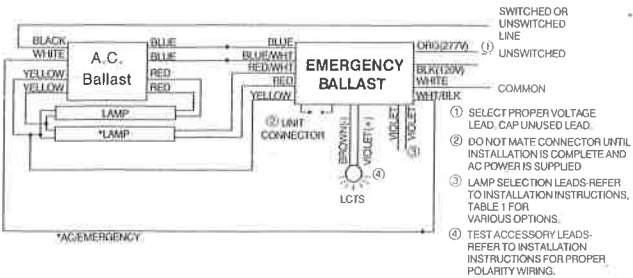 SWITCHED OR
UNSWITCHED
LINE
BLACK
BLUE
BLUE
ORG(277V)
①
UNSWITCHED
WHITE
A.C.
Ballast
BLUE
BLUE/WHT
EMERGENCY
BALLAST
RED/WHT
BLK(120V)
YELLOW
RED
RED
WHITE
COMMON
YELLOW
RED
YELLOW
WHT/BLK
LAMP
*LAMP
② UNIT
CONNECTOR
BROWN(-)
VIOLET(+)
VIOLET
VIOLET
③
④
LCTS
*AC/EMERGENCY
① SELECT PROPER VOLTAGE
LEAD. CAP UNUSED LEAD.
② DO NOT MATE CONNECTOR UNTIL
INSTALLATION IS COMPLETE AND
AC POWER IS SUPPLIED
③ LAMP SELECTION LEADS-REFER
TO INSTALLATION INSTRUCTIONS,
TABLE 1 FOR
VARIOUS OPTIONS.
④ TEST ACCESSORY LEADS-
REFER TO INSTALLATION
INSTRUCTIONS FOR PROPER
POLARITY WIRING.